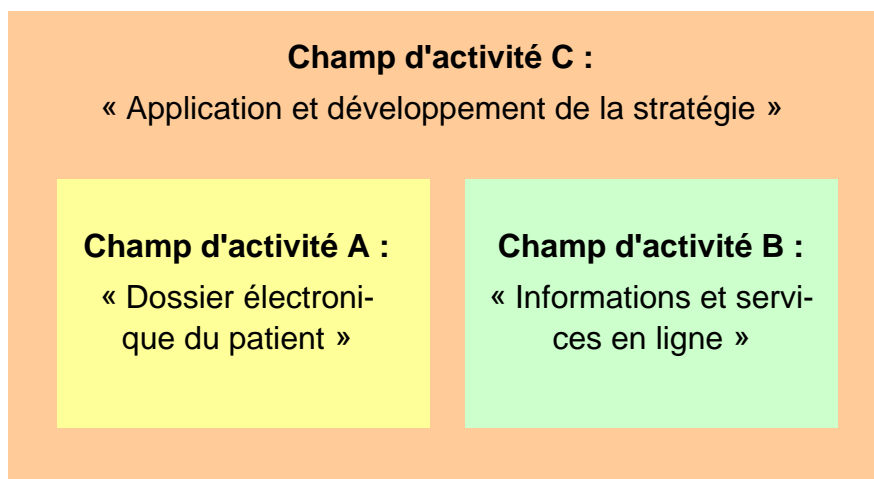 Champ d'activité C :
« Application et développement de la stratégie »
Champ d'activité A :
« Dossier électroni-
que du patient »
Champ d'activité B :
« Informations et servi-
ces en ligne »